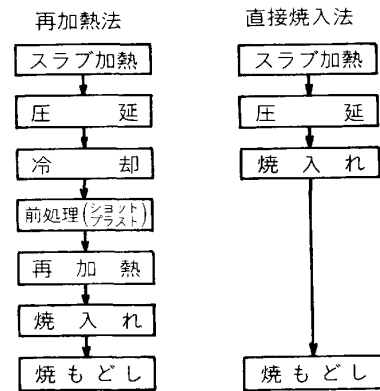 再加熱法
スラブ加熱
圧延
冷却
前処理(ショットプラスト)
再加熱
焼入れ
焼もどし
直接焼入法
スラブ加熱
圧延
焼入れ
焼もどし